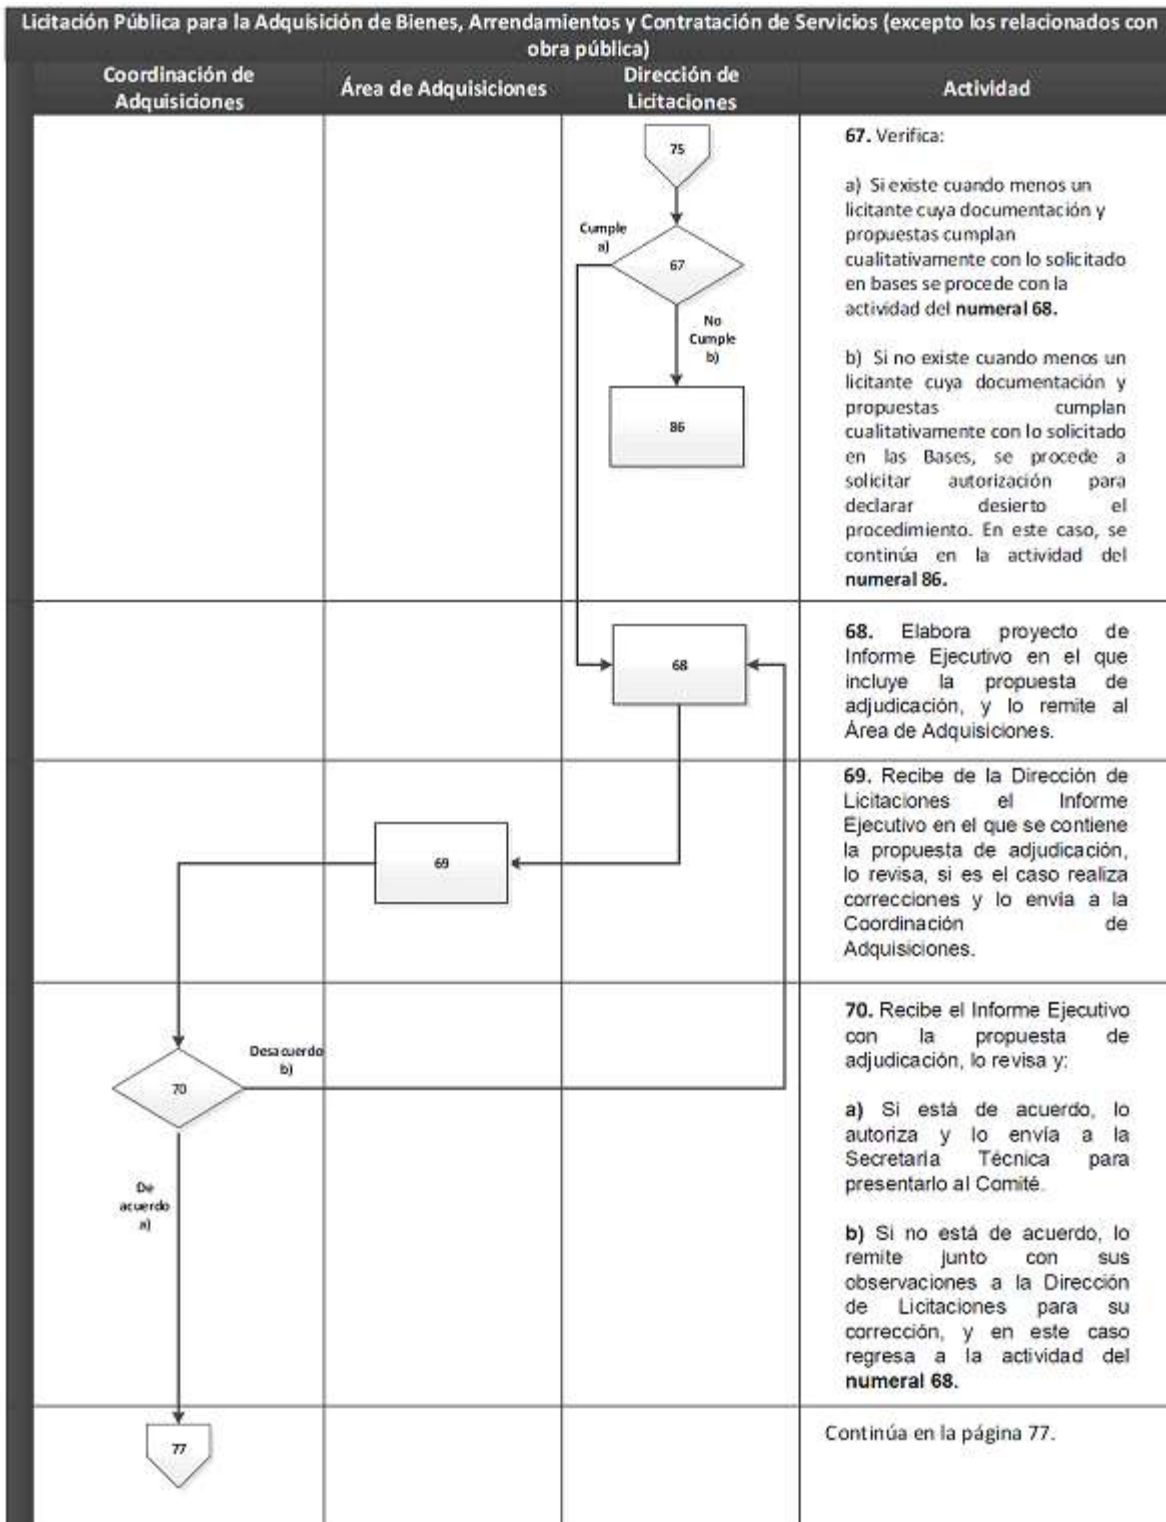 Licitación Pública para la Adquisición de Bienes, Arrendamientos y Contratación de Servicios (excepto los relacionados con
obra pública)
Coordinación de
Adquisiciones
Área de Adquisiciones
Dirección de
Licitaciones
Actividad
75
Cumple
a)
67
No
Cumple
b)
86
67. Verifica:
a) Si existe cuando menos un
licitante cuya documentación y
propuestas cumplan
cualitativamente con lo solicitado
en bases se procede con la
actividad del numeral 68.
b) Si no existe cuando menos un
licitante cuya documentación y
propuestas cumplan
cualitativamente con lo solicitado
en las Bases, se procede a
solicitar autorización para
declarar desierto el
procedimiento. En este caso, se
continúa en la actividad del
numeral 86.
68
68. Elabora proyecto de
Informe Ejecutivo en el que
incluye la propuesta de
adjudicación, y lo remite al
Área de Adquisiciones.
69
69. Recibe de la Dirección de
Licitaciones el Informe
Ejecutivo en el que se contiene
la propuesta de adjudicación,
lo revisa, si es el caso realiza
correcciones y lo envía a la
Coordinación de
Adquisiciones.
70
Desacuerdo
b)
De
acuerdo
a)
70. Recibe el Informe Ejecutivo
con la propuesta de
adjudicación, lo revisa y:
a) Si está de acuerdo, lo
autoriza y lo envía a la
Secretaría Técnica para
presentarlo al Comité.
b) Si no está de acuerdo, lo
remite junto con sus
observaciones a la Dirección
de Licitaciones para su
corrección, y en este caso
regresa a la actividad del
numeral 68.
77
Continúa en la página 77.